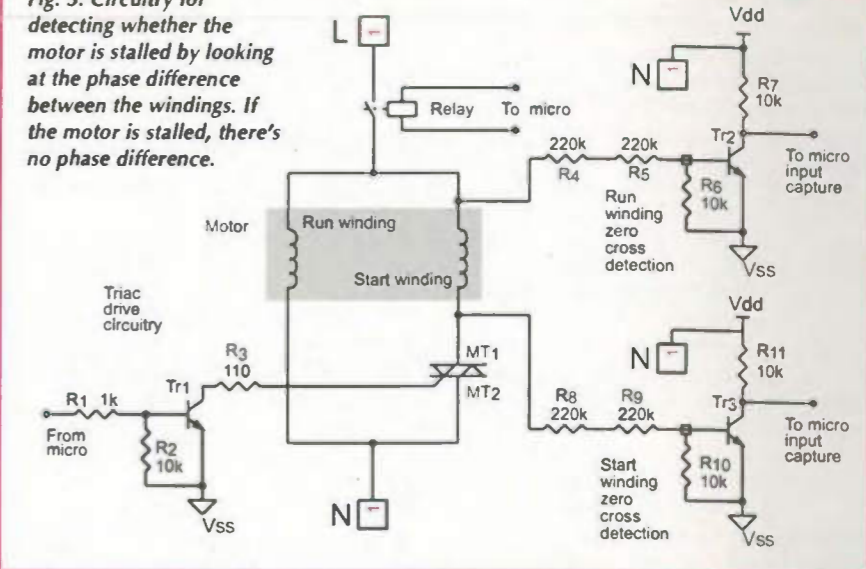 Fig. 5. Circuitry for
detecting whether the
motor is stalled by looking
at the phase difference
between the windings. If
the motor is stalled, there's
no phase difference.
L
1
Relay
To micro
Motor
Run winding
Start winding
Triac
drive
circuitry
R1 1k
From
micro
R2
10k
Tr1
VSS
R3
110
MT1
MT2
N
1
220k
R4
220k
R5
Run
winding
zero
cross
detection
R6
10k
N
1
Vdd
R7
10k
Tr2
To micro
input
capture
VSS
R8
220k
R9
220k
Start
winding
zero
cross
detection
R10
10k
N
1
Vdd
R11
10k
Tr3
To micro
input
capture
VSS